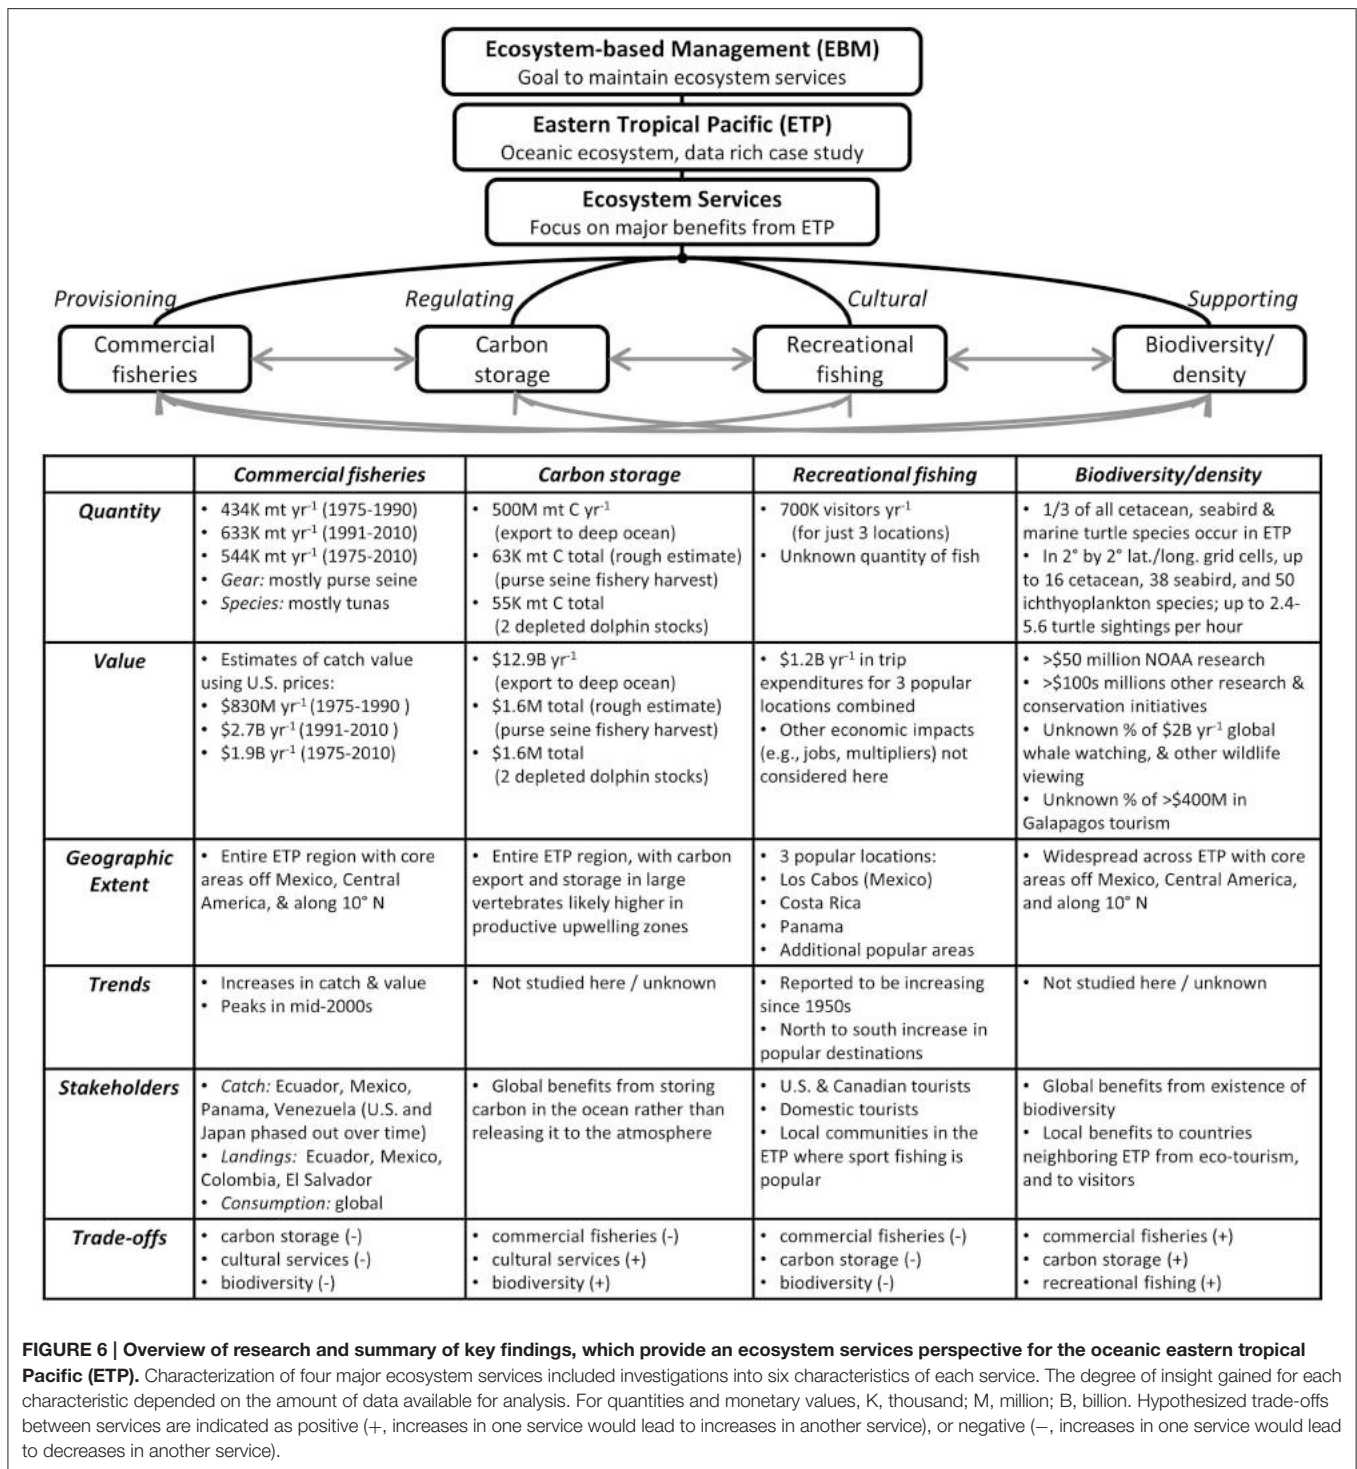 Ecosystem-based Management (EBM)
Goal to maintain ecosystem services
Eastern Tropical Pacific (ETP)
Oceanic ecosystem, data rich case study
Ecosystem Services
Focus on major benefits from ETP
Provisioning
Regulating
Cultural
Supporting
Commercial
fisheries
Carbon
storage
Recreational
fishing
Biodiversity/
density
Commercial fisheries
Carbon storage
Recreational fishing
Biodiversity/density
Quantity
• 434K mt yr⁻¹ (1975-1990)
• 633K mt yr⁻¹ (1991-2010)
• 544K mt yr⁻¹ (1975-2010)
• Gear: mostly purse seine
• Species: mostly tunas
• 500M mt C yr⁻¹
(export to deep ocean)
• 63K mt C total (rough estimate)
(purse seine fishery harvest)
• 55K mt C total
(2 depleted dolphin stocks)
• 700K visitors yr⁻¹
(for just 3 locations)
• Unknown quantity of fish
• 1/3 of all cetacean, seabird &
marine turtle species occur in ETP
• In 2° by 2° lat./long. grid cells, up
to 16 cetacean, 38 seabird, and 50
ichthyoplankton species; up to 2.4-
5.6 turtle sightings per hour
Value
• Estimates of catch value
using U.S. prices:
• $830M yr⁻¹ (1975-1990 )
• $2.7B yr⁻¹ (1991-2010 )
• $1.9B yr⁻¹ (1975-2010)
• $12.9B yr⁻¹
(export to deep ocean)
• $1.6M total (rough estimate)
(purse seine fishery harvest)
• $1.6M total
(2 depleted dolphin stocks)
• $1.2B yr⁻¹ in trip
expenditures for 3 popular
locations combined
• Other economic impacts
(e.g., jobs, multipliers) not
considered here
• >$50 million NOAA research
• >$100s millions other research &
conservation initiatives
• Unknown % of $2B yr⁻¹ global
whale watching, & other wildlife
viewing
• Unknown % of >$400M in
Galapagos tourism
Geographic
Extent
• Entire ETP region with core
areas off Mexico, Central
America, & along 10° N
• Entire ETP region, with carbon
export and storage in large
vertebrates likely higher in
productive upwelling zones
• 3 popular locations:
• Los Cabos (Mexico)
• Costa Rica
• Panama
• Additional popular areas
• Widespread across ETP with core
areas off Mexico, Central America,
and along 10° N
Trends
• Increases in catch & value
• Peaks in mid-2000s
• Not studied here / unknown
• Reported to be increasing
since 1950s
• North to south increase in
popular destinations
• Not studied here / unknown
Stakeholders
• Catch: Ecuador, Mexico,
Panama, Venezuela (U.S. and
Japan phased out over time)
• Landings: Ecuador, Mexico,
Colombia, El Salvador
• Consumption: global
• Global benefits from storing
carbon in the ocean rather than
releasing it to the atmosphere
• U.S. & Canadian tourists
• Domestic tourists
• Local communities in the
ETP where sport fishing is
popular
• Global benefits from existence of
biodiversity
• Local benefits to countries
neighboring ETP from eco-tourism,
and to visitors
Trade-offs
• carbon storage (-)
• cultural services (-)
• biodiversity (-)
• commercial fisheries (-)
• cultural services (+)
• biodiversity (+)
• commercial fisheries (-)
• carbon storage (-)
• biodiversity (-)
• commercial fisheries (+)
• carbon storage (+)
• recreational fishing (+)
FIGURE 6 | Overview of research and summary of key findings, which provide an ecosystem services perspective for the oceanic eastern tropical
Pacific (ETP). Characterization of four major ecosystem services included investigations into six characteristics of each service. The degree of insight gained for each
characteristic depended on the amount of data available for analysis. For quantities and monetary values, K, thousand; M, million; B, billion. Hypothesized trade-offs
between services are indicated as positive (+, increases in one service would lead to increases in another service), or negative (−, increases in one service would lead
to decreases in another service).